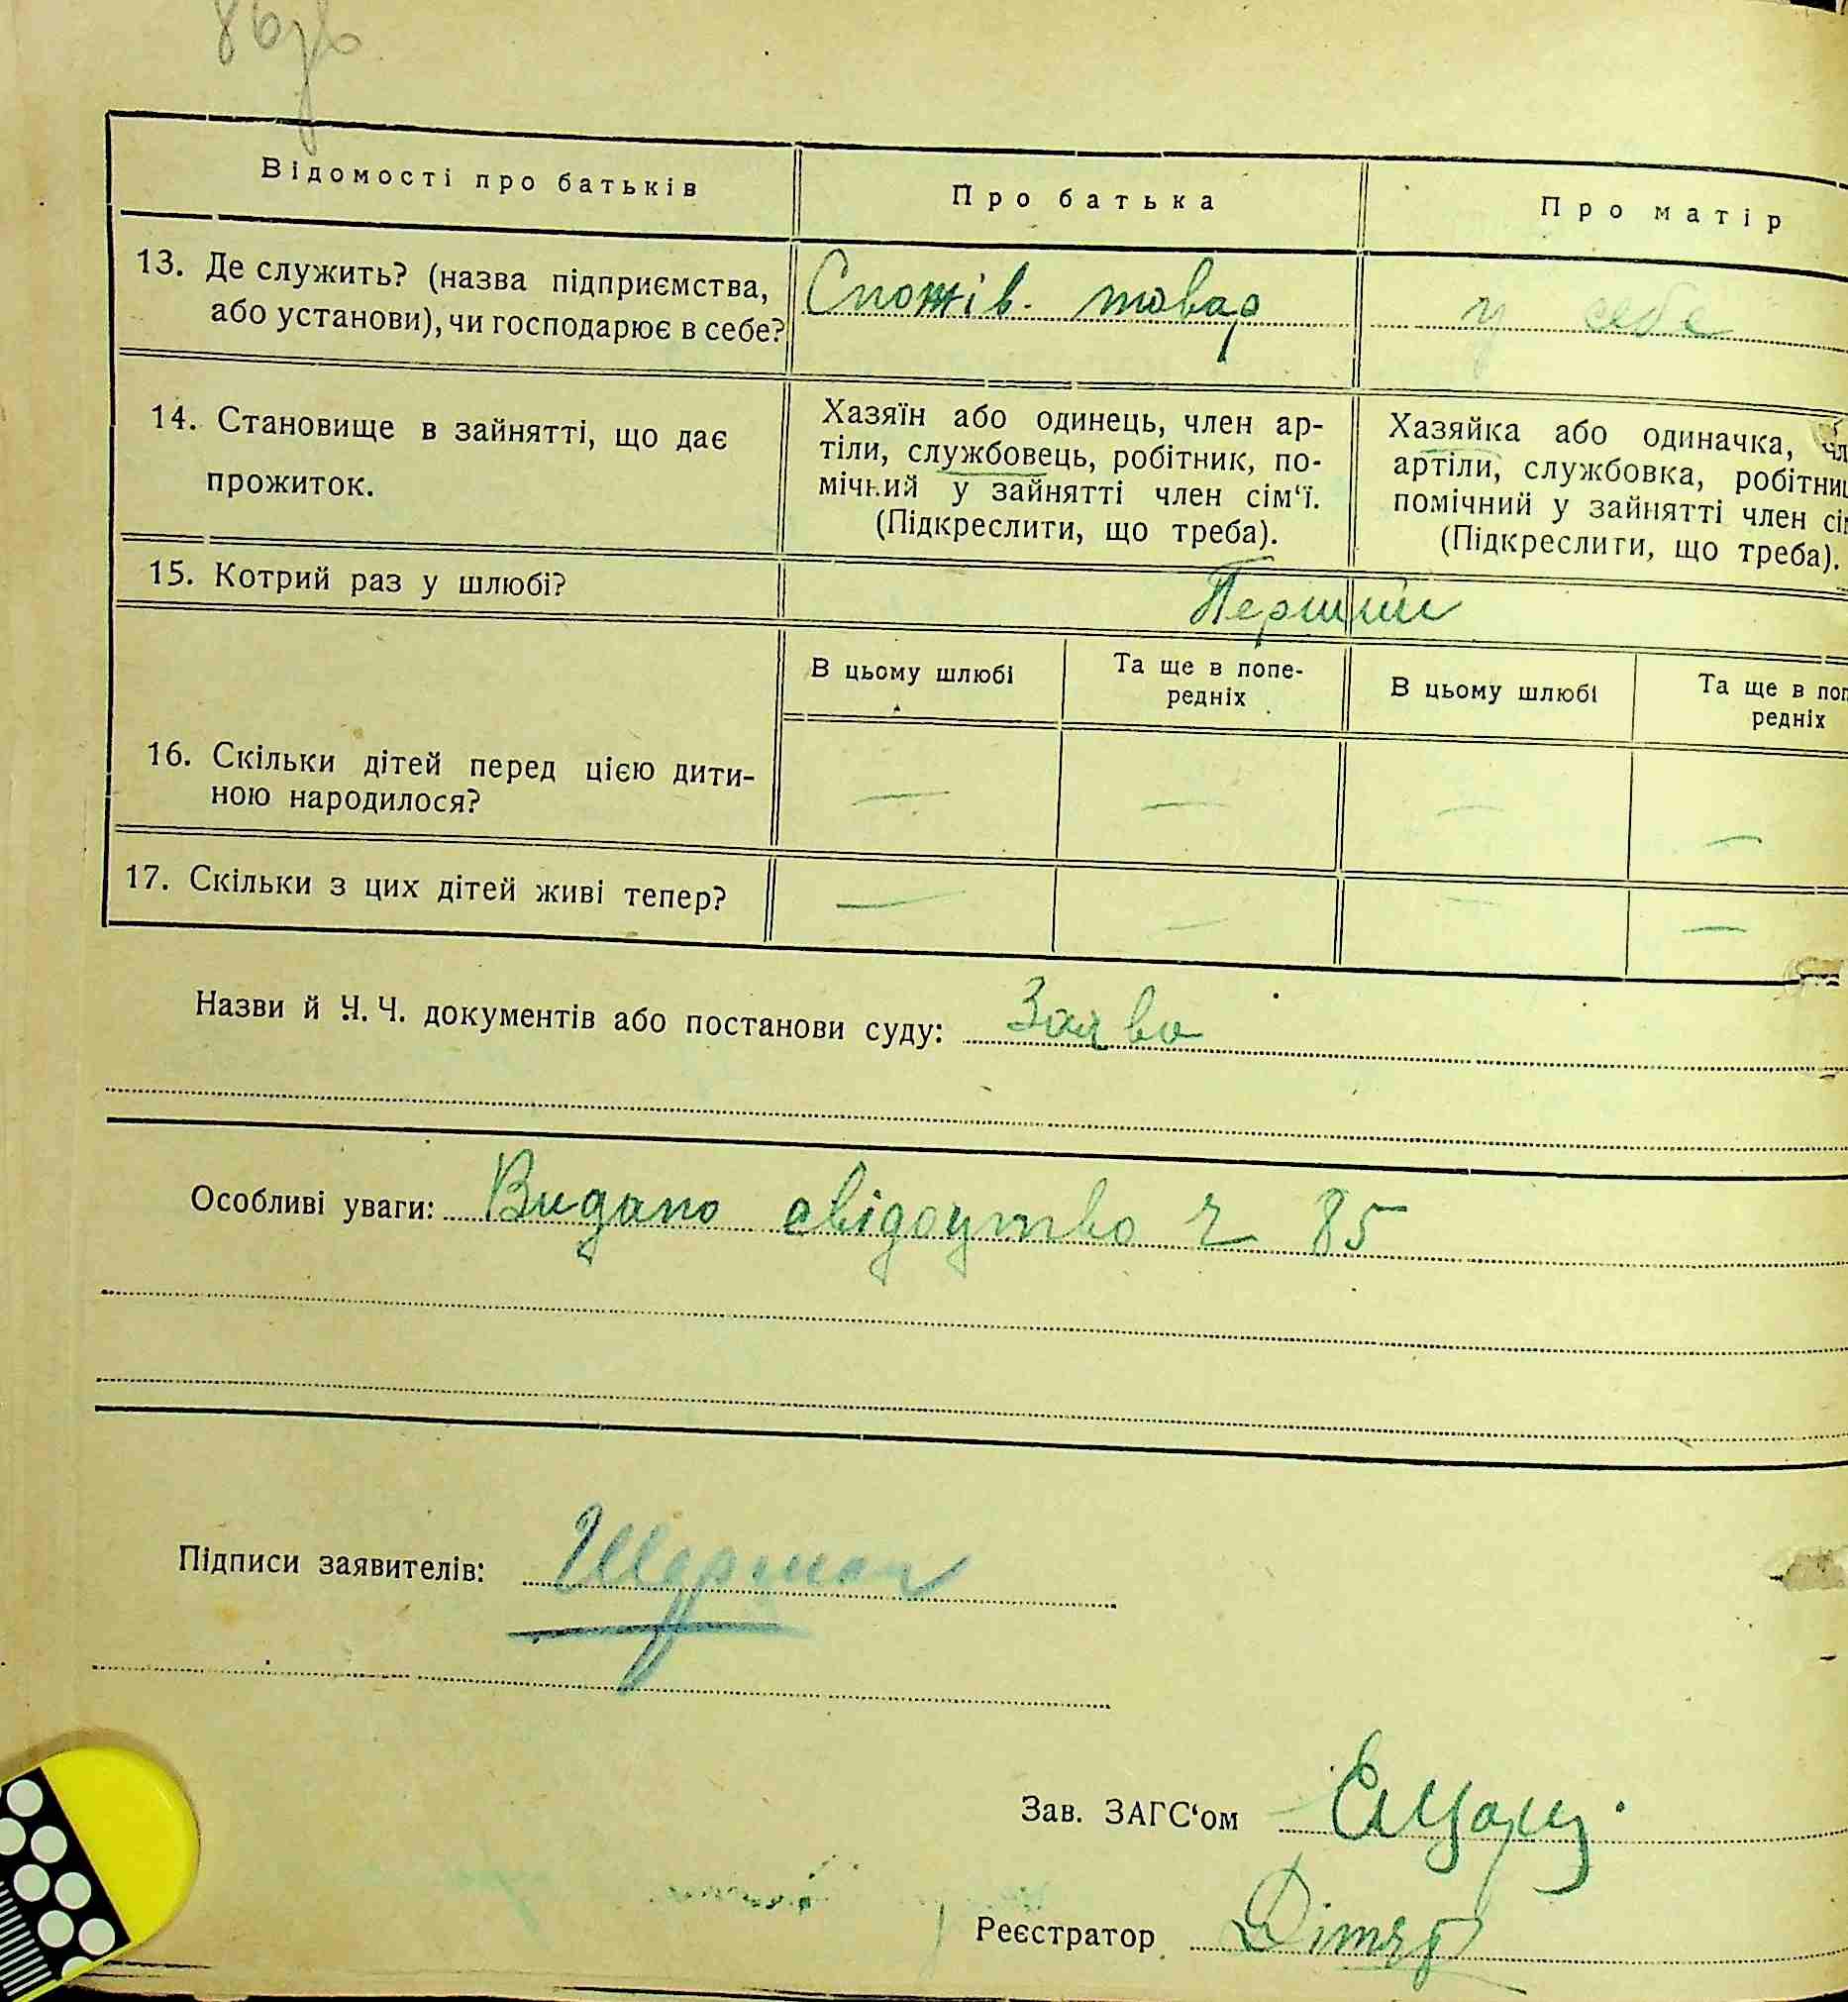 86зв
Відомості про батьків
Про батька
Про матір
13. Де служить? (назва підприємства,
або установи), чи господарює в себе?
Спожів. товар
у себе
14. Становище в зайнятті, що дає
прожиток.
Хазяїн або одинець, член ар-
тіли, службовець, робітник, по-
мічний у зайнятті член сім‘ї.
(Підкреслити, що треба).
Хазяйка або одиначка, чл
артіли, службовка, робітниц
помічний у зайнятті член сі
(Підкреслити, що треба).
15. Котрий раз у шлюбі?
Перший
В цьому шлюбі
Та ще в попе-
редніх
В цьому шлюбі
Та ще в поп
редніх
16. Скільки дітей перед цією дити-
ною народилося?
— — — —
17. Скільки з цих дітей живі тепер?
— — — —
Назви й Ч. Ч. документів або постанови суду: Заява
Особливі уваги: Видано свідоцтво ч 85
Підписи заявителів: Шерман
Зав. ЗАГС‘ом
Реєстратор